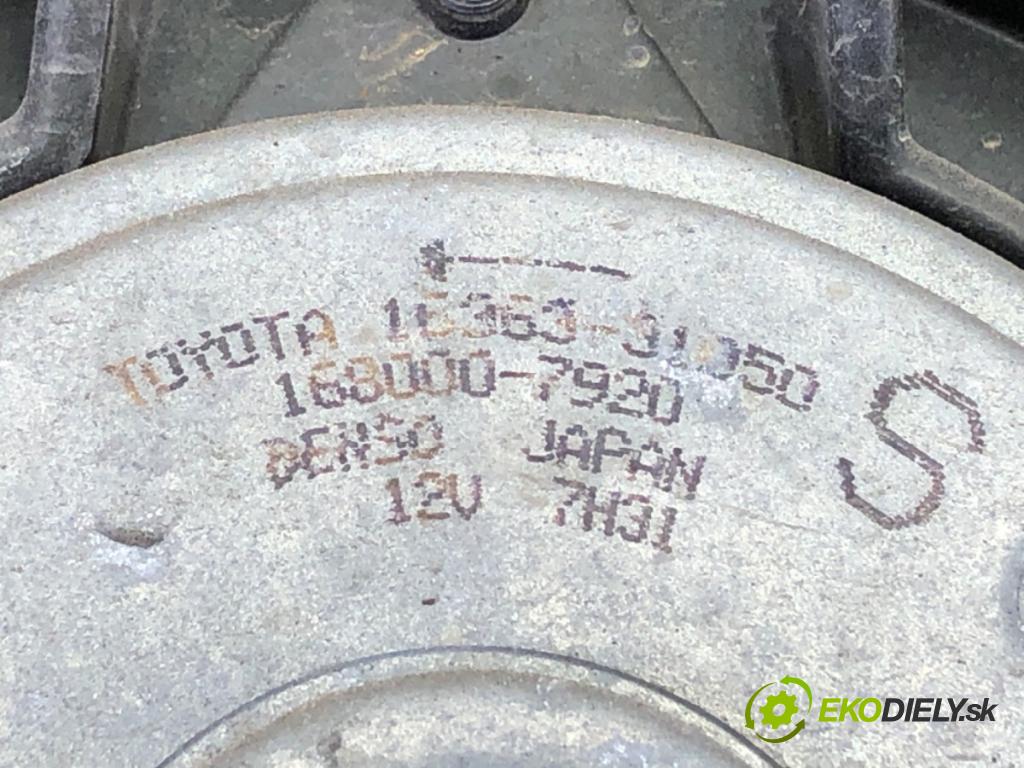 TOYOTA 16363-31050
168000-7920
S
DENSO JAPAN
12V 7H31
EKODIELY.sk